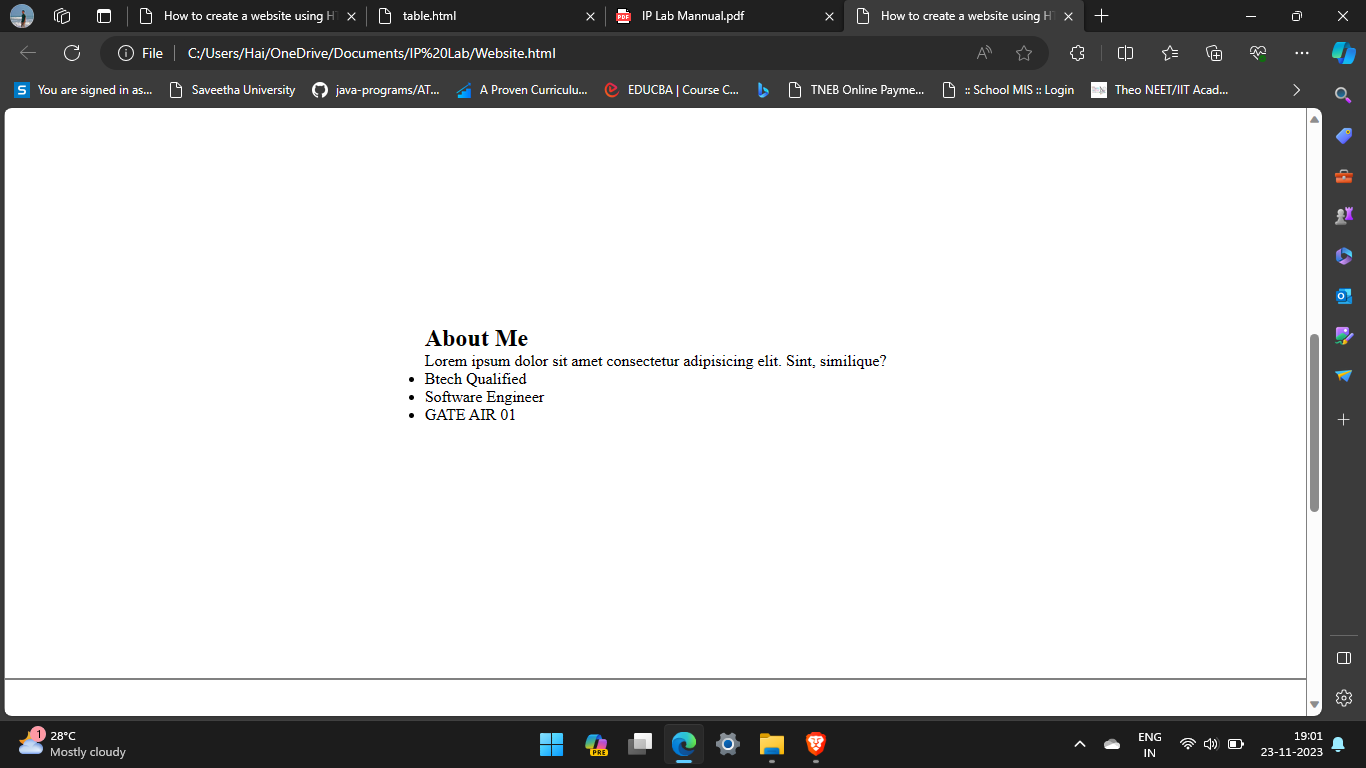 How to create a website using HT
table.html
IP Lab Mannual.pdf
How to create a website using HT
File
C:/Users/Hai/OneDrive/Documents/IP%20Lab/Website.html
You are signed in as...
Saveetha University
java-programs/AT...
A Proven Curriculu...
EDUCBA | Course C...
TNEB Online Payme...
:: School MIS :: Login
Theo NEET/IIT Acad...
About Me
Lorem ipsum dolor sit amet consectetur adipisicing elit. Sint, similique?
• Btech Qualified
• Software Engineer
• GATE AIR 01
1
28°C
Mostly cloudy
PRE
ENG
IN
19:01
23-11-2023